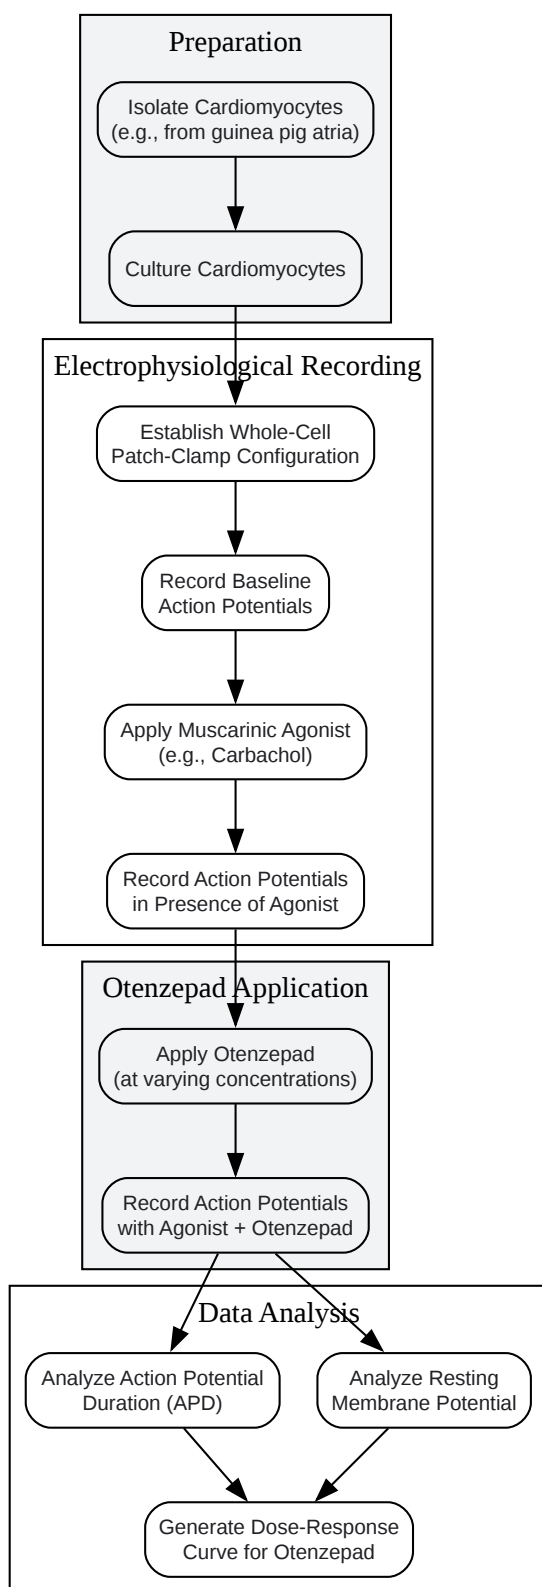 Preparation
Isolate Cardiomyocytes
(e.g., from guinea pig atria)
Culture Cardiomyocytes
Electrophysiological Recording
Establish Whole-Cell
Patch-Clamp Configuration
Record Baseline
Action Potentials
Apply Muscarinic Agonist
(e.g., Carbachol)
Record Action Potentials
in Presence of Agonist
Otenzepad Application
Apply Otenzepad
(at varying concentrations)
Record Action Potentials
with Agonist + Otenzepad
Data Analysis
Analyze Action Potential
Duration (APD)
Analyze Resting
Membrane Potential
Generate Dose-Response
Curve for Otenzepad